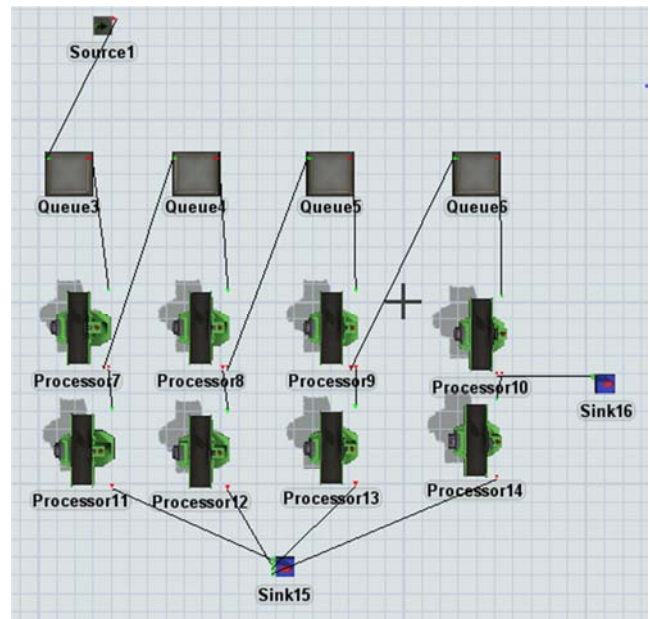 Source1
Queue3
Queue4
Queue5
Queue6
Processor7
Processor8
Processor9
Processor10
Sink16
Processor11
Processor12
Processor13
Processor14
Sink15